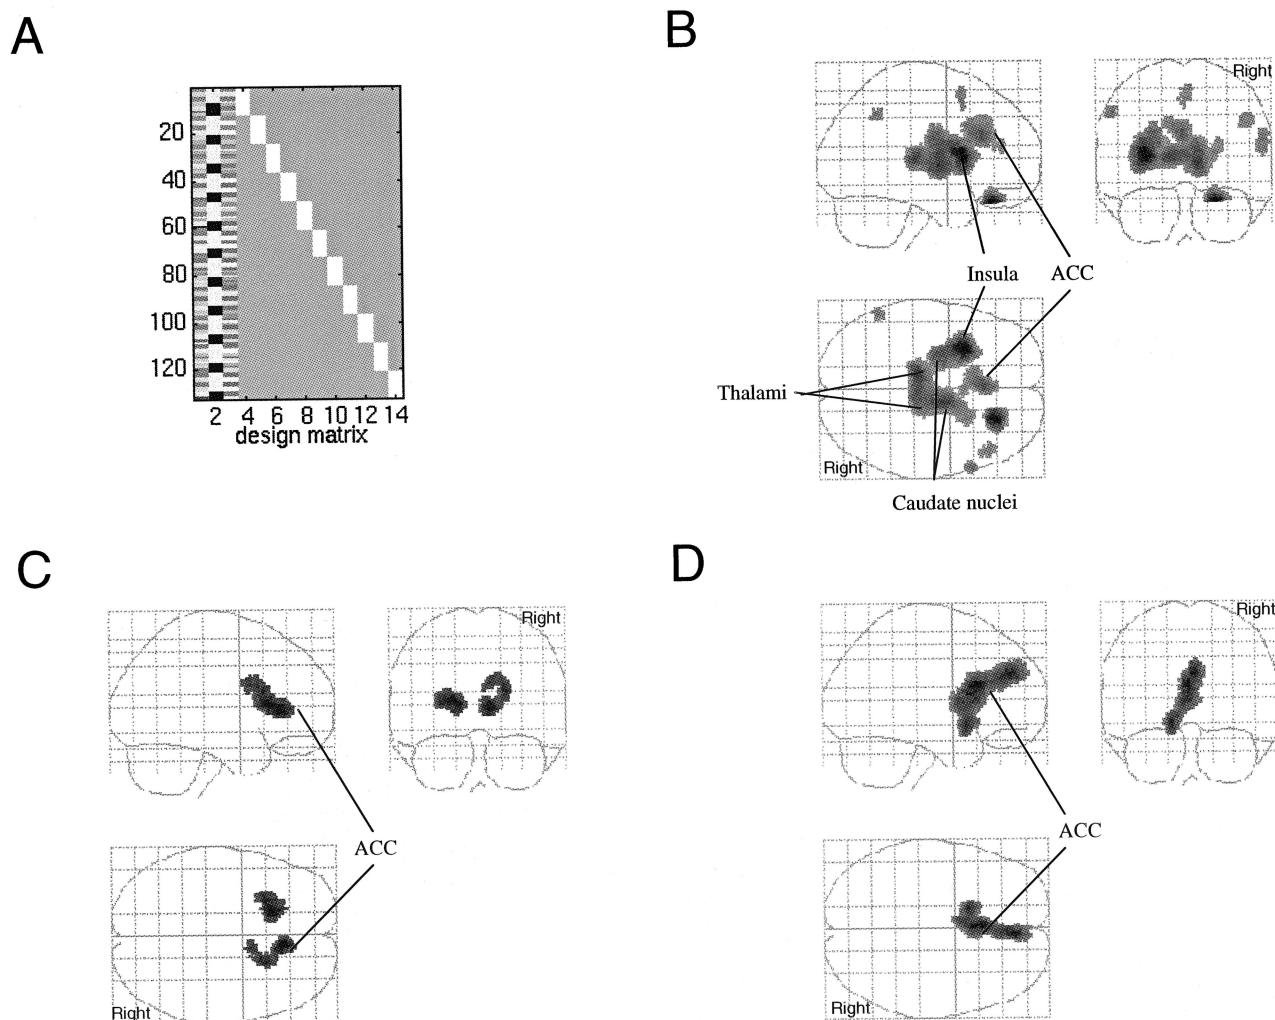 A
B
20
40
60
80
100
120
2 4 6 8 10 12 14
design matrix
Right
Insula ACC
Thalami
Right
Caudate nuclei
C
D
Right
Right
ACC
ACC
Right
Right